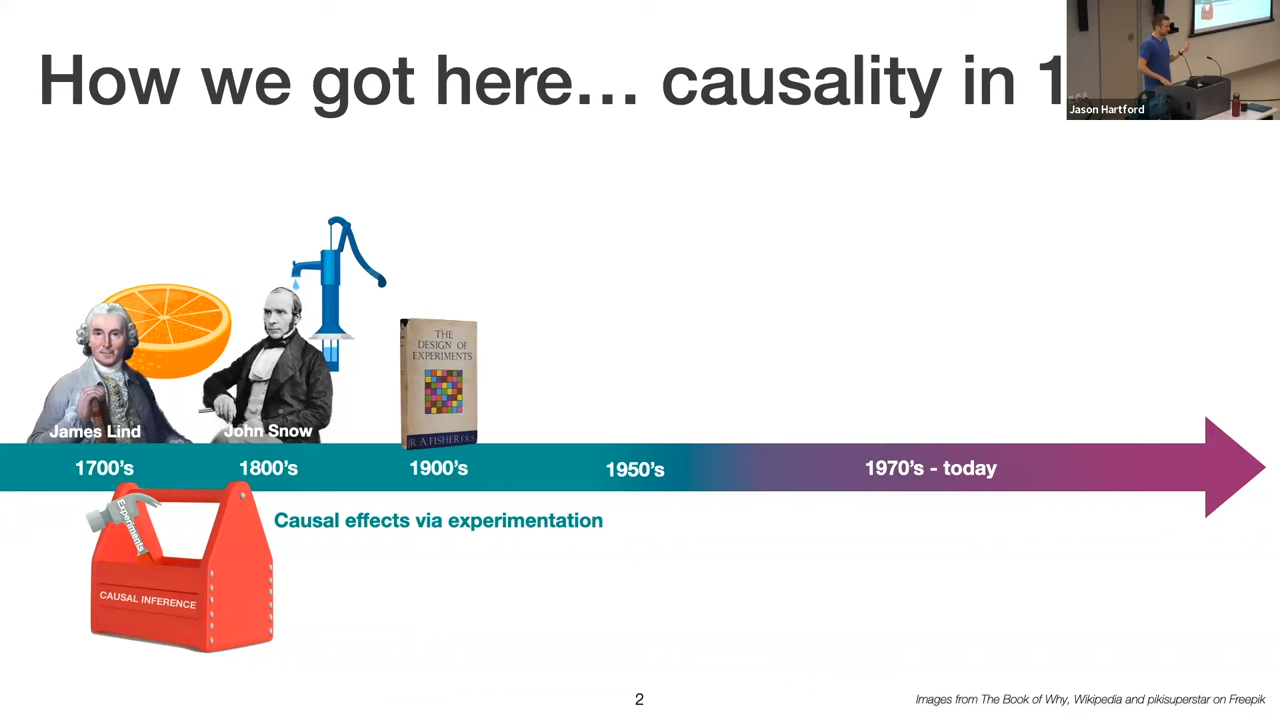 How we got here… causality in 1
Jason Hartford
THE
DESIGN OF
EXPERIMENTS
R A FISHER
James Lind
John Snow
1700's
1800's
1900's
1950's
1970's - today
Experiments
Causal effects via experimentation
CAUSAL INFERENCE
2
Images from The Book of Why, Wikipedia and pikisuperstar on Freepik